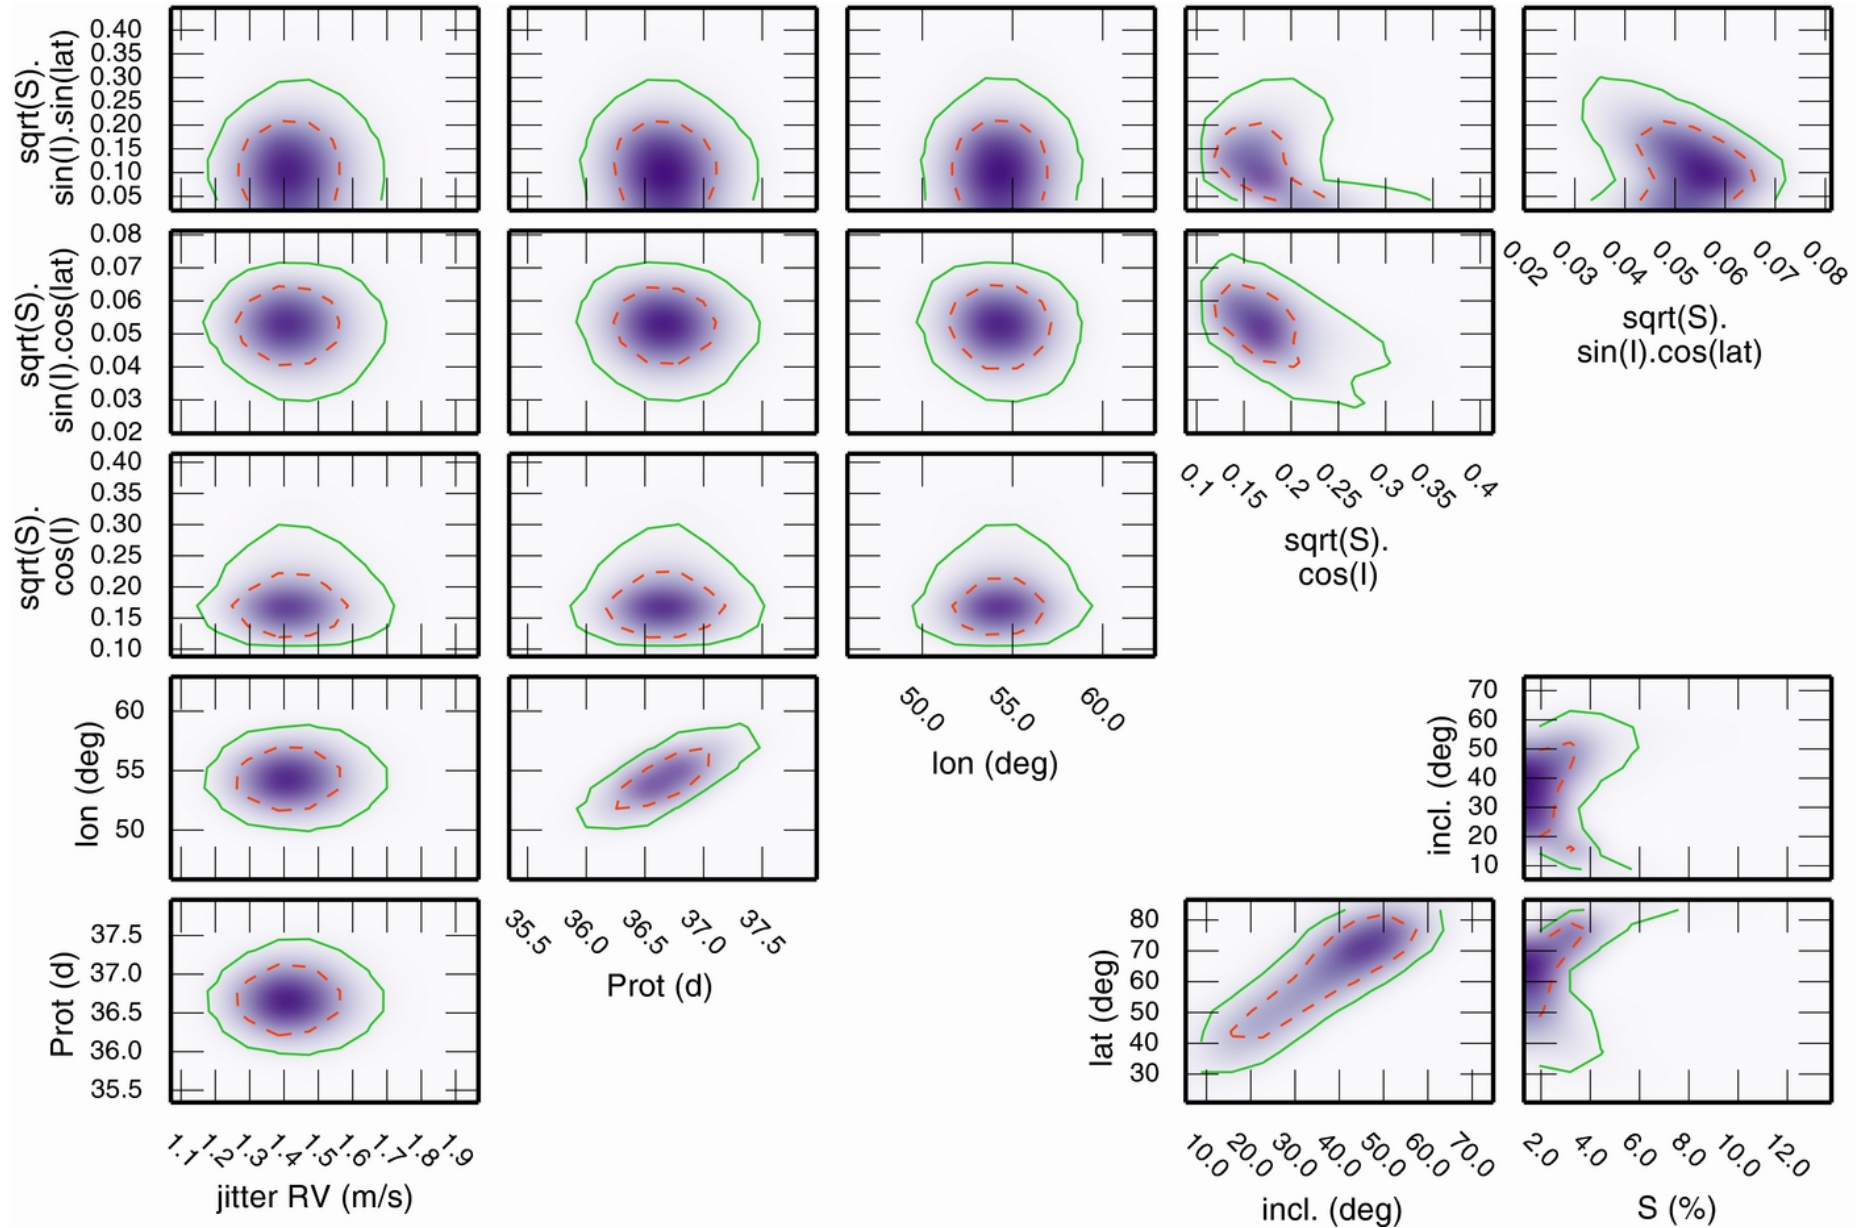 sqrt(S).
sin(I).sin(lat)
0.40
0.35
0.30
0.25
0.20
0.15
0.10
0.05
sqrt(S).
sin(I).cos(lat)
0.08
0.07
0.06
0.05
0.04
0.03
0.02
0.02 0.03 0.04 0.05 0.06 0.07 0.08
sqrt(S).
sin(I).cos(lat)
sqrt(S).
cos(I)
0.40
0.35
0.30
0.25
0.20
0.15
0.10
0.1 0.15 0.2 0.25 0.3 0.35 0.4
sqrt(S).
cos(I)
lon (deg)
60
55
50
50.0 55.0 60.0
lon (deg)
incl. (deg)
70
60
50
40
30
20
10
Prot (d)
37.5
37.0
36.5
36.0
35.5
35.5 36.0 36.5 37.0 37.5
Prot (d)
lat (deg)
80
70
60
50
40
30
1.1 1.2 1.3 1.4 1.5 1.6 1.7 1.8 1.9
jitter RV (m/s)
10.0 20.0 30.0 40.0 50.0 60.0 70.0
incl. (deg)
2.0 4.0 6.0 8.0 10.0 12.0
S (%)